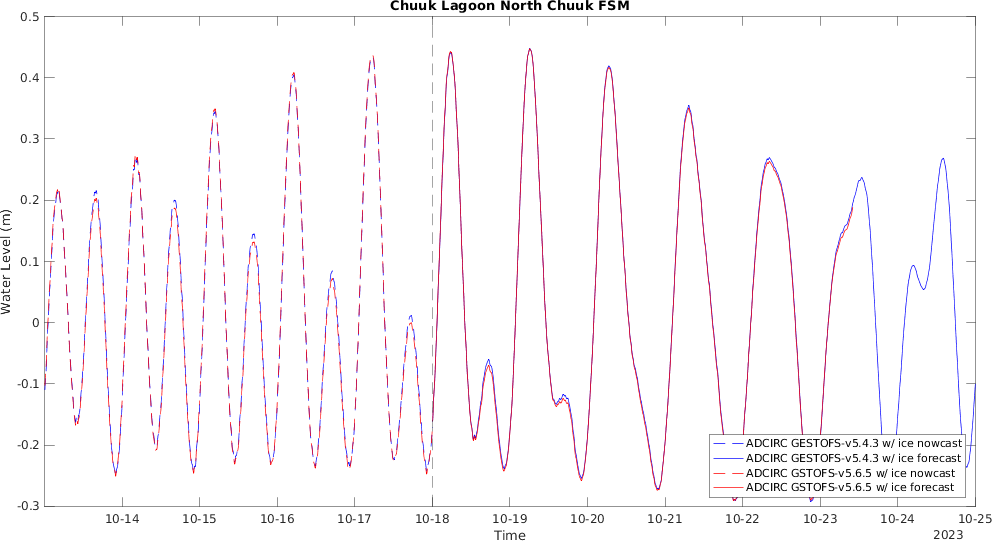 Chuuk Lagoon North Chuuk FSM
0.5
0.4
0.3
0.2
0.1
0
-0.1
-0.2
-0.3
Water Level (m)
ADCIRC GESTOFS-v5.4.3 w/ ice nowcast
ADCIRC GESTOFS-v5.4.3 w/ ice forecast
ADCIRC GSTOFS-v5.6.5 w/ ice nowcast
ADCIRC GSTOFS-v5.6.5 w/ ice forecast
10-14 10-15 10-16 10-17 10-18 10-19 10-20 10-21 10-22 10-23 10-24 10-25
Time
2023